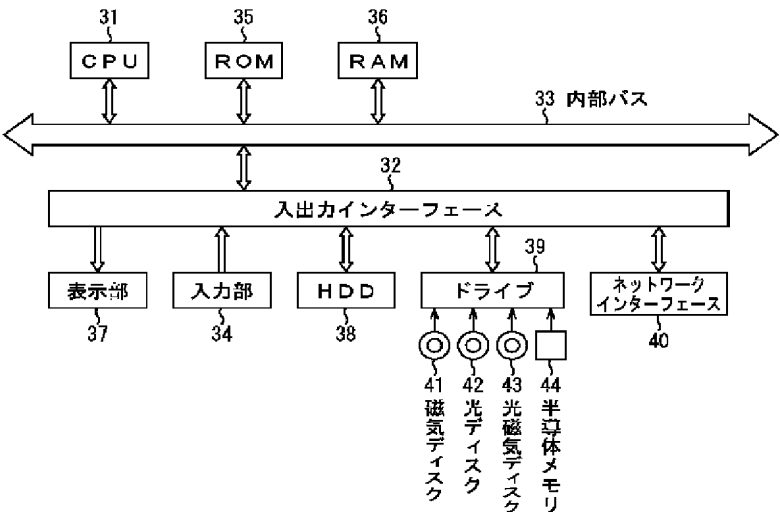 31
35
36
CPU
ROM
RAM
33 内部バス
32
入出力インターフェース
39
表示部
入力部
HDD
ドライブ
ネットワーク
インターフェース
37
34
38
40
41
42
43
44
磁気ディスク
光ディスク
光磁気ディスク
半導体メモリ